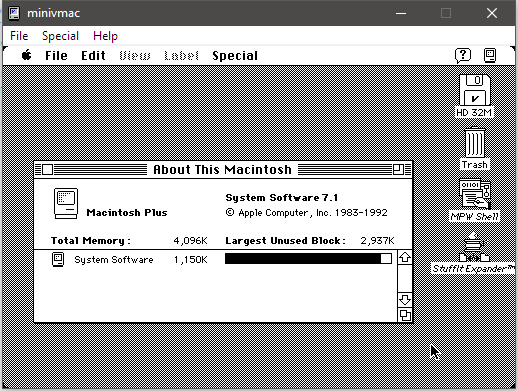 minivmac
File Special Help
File Edit View Label Special
HD 32M
Trash
MPW Shell
StuffIt Expander™
About This Macintosh
Macintosh Plus
System Software 7.1
© Apple Computer, Inc. 1983-1992
Total Memory : 4,096K Largest Unused Block : 2,937K
System Software 1,150K